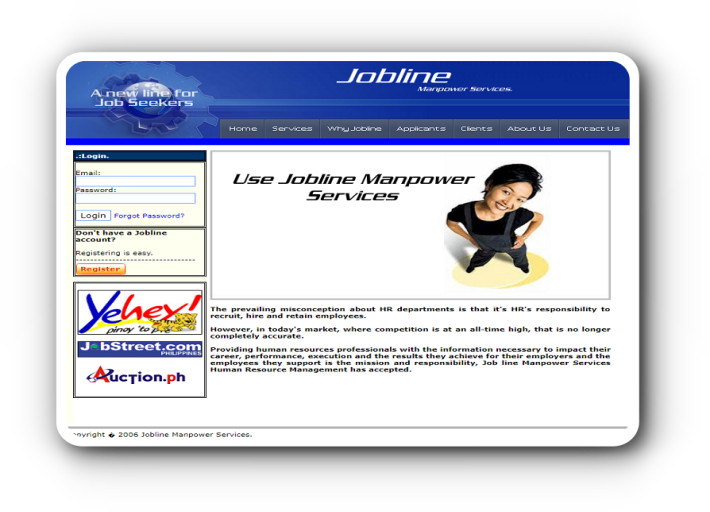 Jobline
Manpower Services.
A new line for
Job Seekers
Home Services Why Jobline Applicants Clients About Us Contact Us
.:Login.
Email:
Password:
Login Forgot Password?
Don't have a Jobline
account?
Registering is easy.
Register
Yehey!
pinoy 'to
JobStreet.com
PHILIPPINES
Auction.ph
Use Jobline Manpower
Services
The prevailing misconception about HR departments is that it's HR's responsibility to
recruit, hire and retain employees.
However, in today's market, where competition is at an all-time high, that is no longer
completely accurate.
Providing human resources professionals with the information necessary to impact their
career, performance, execution and the results they achieve for their employers and the
employees they support is the mission and responsibility, Job line Manpower Services
Human Resource Management has accepted.
opyright � 2006 Jobline Manpower Services.